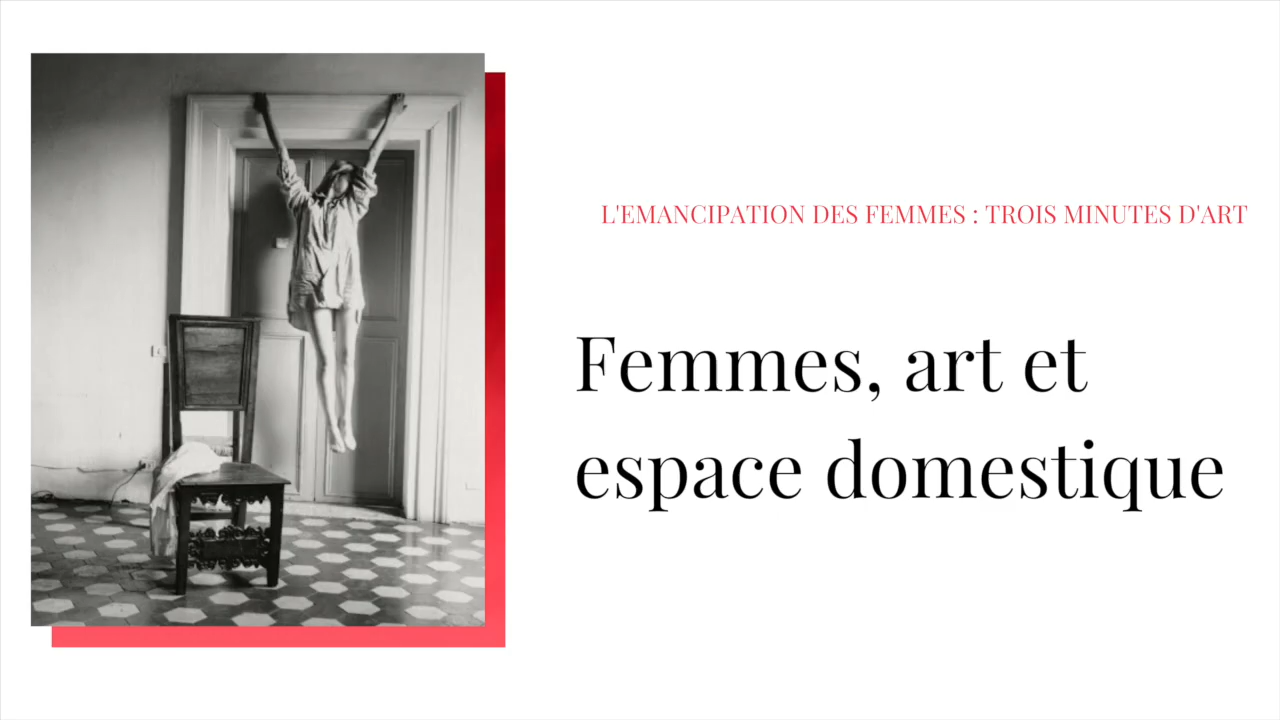 L'EMANCIPATION DES FEMMES : TROIS MINUTES D'ART
Femmes, art et
espace domestique